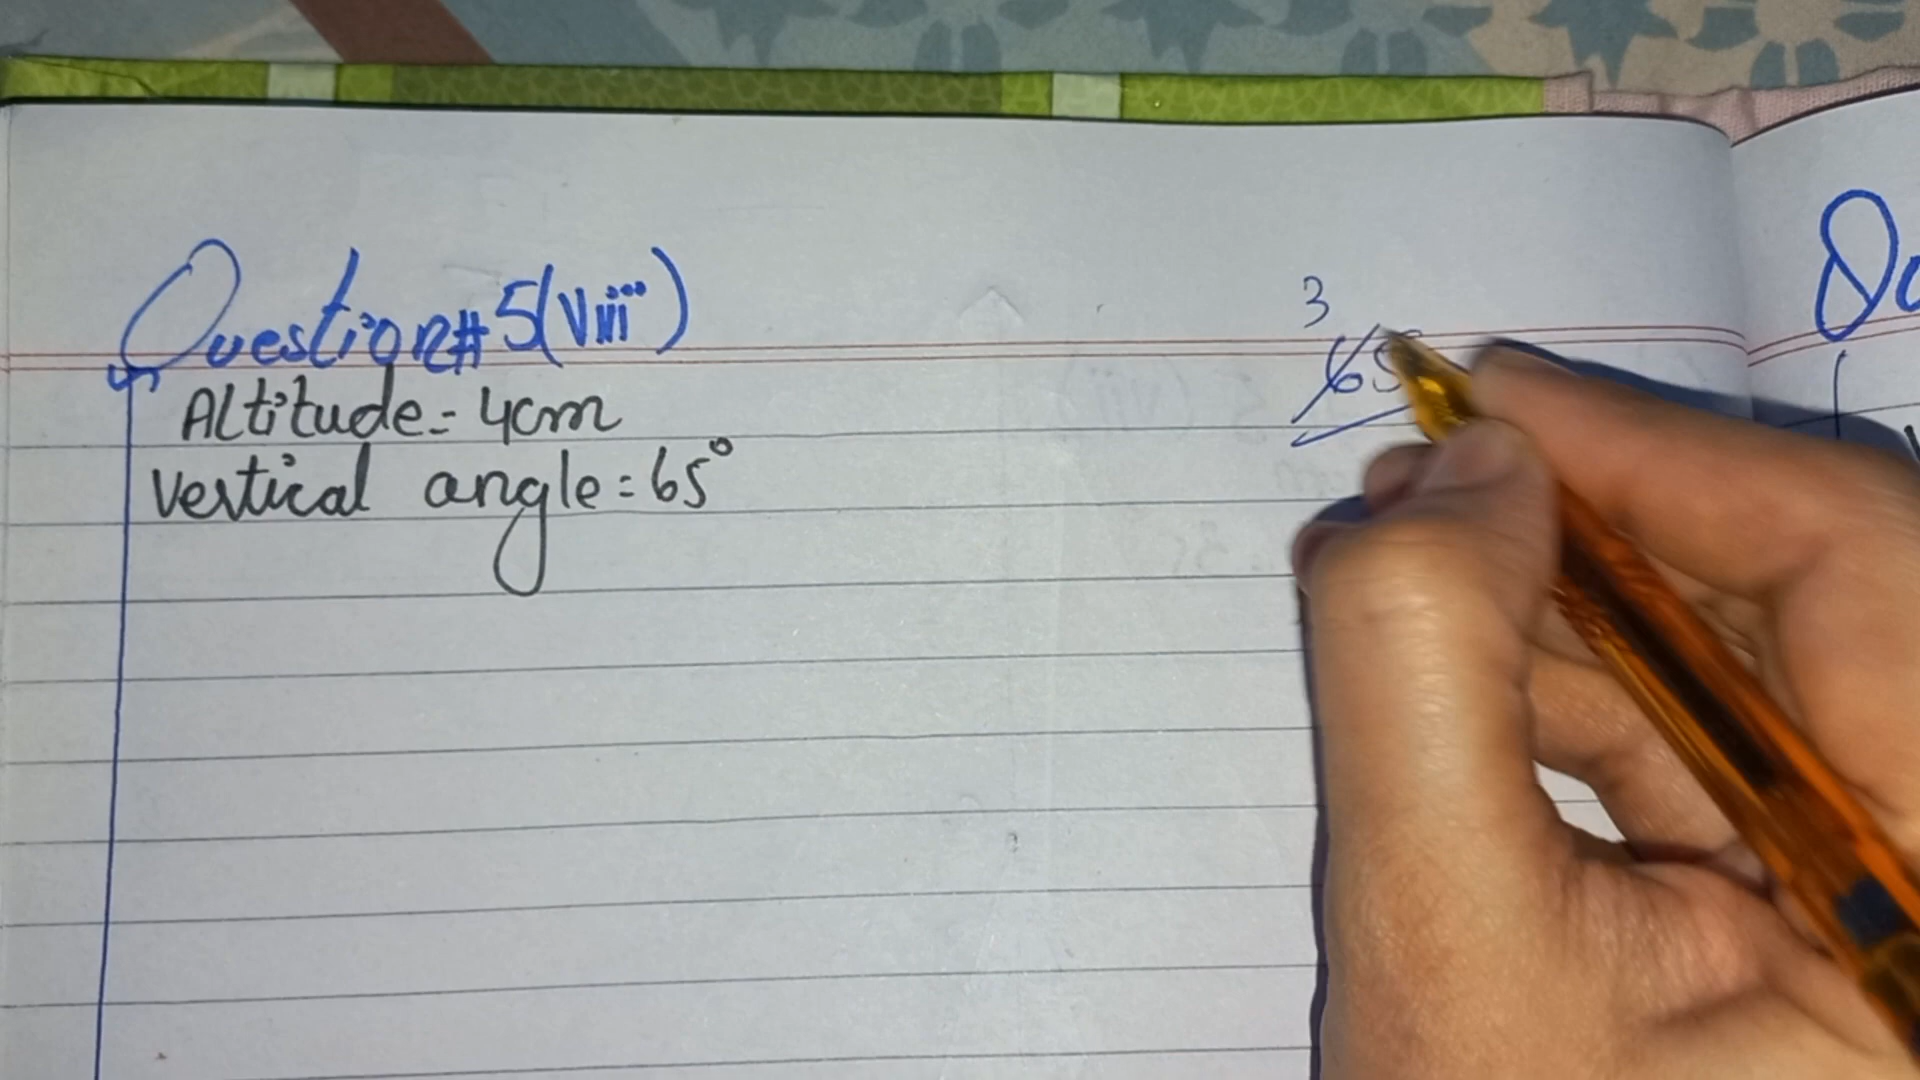 Question# 5(Viii)
Altitude = 4cm
Vertical angle = 65°
3
65